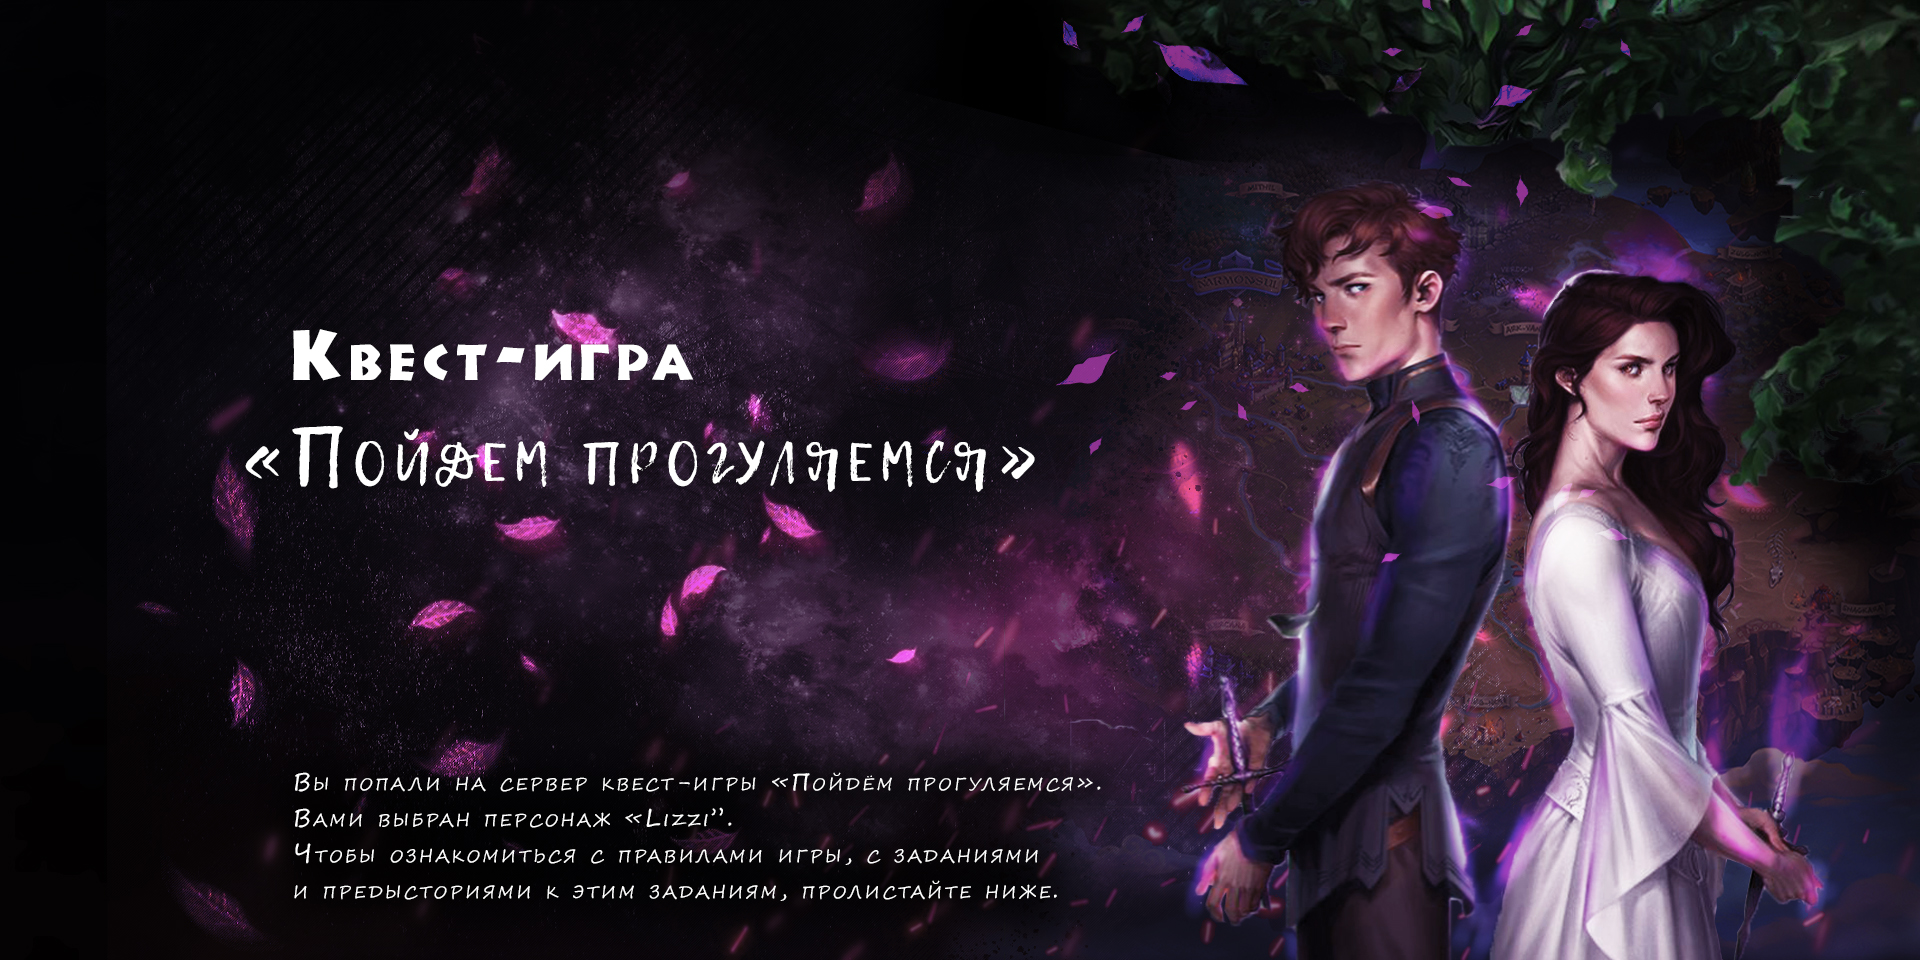 Квест-игра
«Пойдем прогуляемся»
Вы попали на сервер квест-игры «Пойдём прогуляемся».
Вами выбран персонаж «Lizzi”.
Чтобы ознакомиться с правилами игры, с заданиями
и предысториями к этим заданиям, пролистайте ниже.